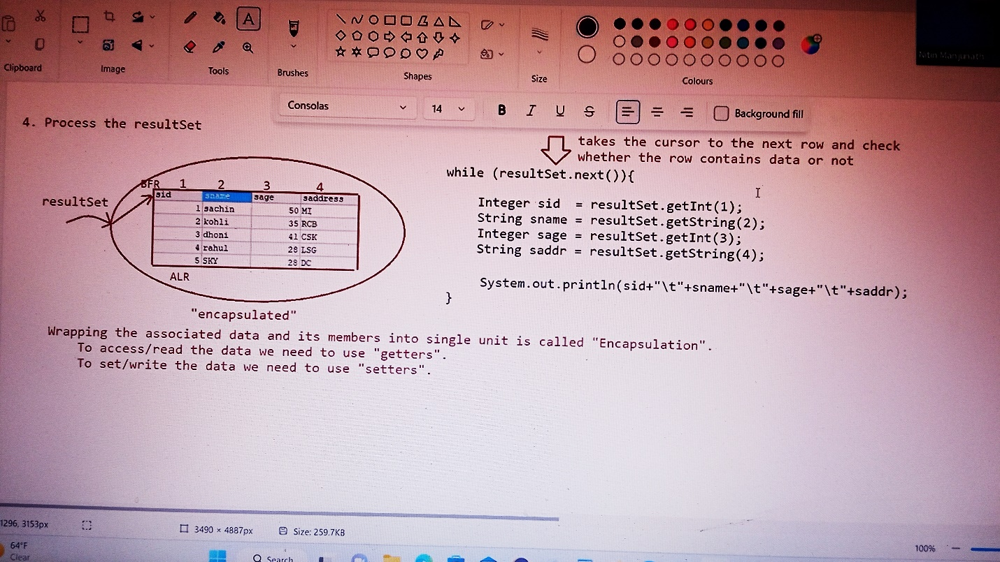 Clipboard
Image
Tools
Brushes
Shapes
Size
Colours
Nitin Manjunath
Consolas
14
B I U S
Background fill
4. Process the resultSet
takes the cursor to the next row and check
whether the row contains data or not
while (resultSet.next()){
BFR 1 2 3 4
resultSet
sid sname sage saddress
1 sachin 50 MI
2 kohli 35 RCB
3 dhoni 41 CSK
4 rahul 28 LSG
5 SKY 28 DC
ALR
"encapsulated"
Integer sid = resultSet.getInt(1);
String sname = resultSet.getString(2);
Integer sage = resultSet.getInt(3);
String saddr = resultSet.getString(4);
System.out.println(sid+"\t"+sname+"\t"+sage+"\t"+saddr);
}
Wrapping the associated data and its members into single unit is called "Encapsulation".
To access/read the data we need to use "getters".
To set/write the data we need to use "setters".
1296, 3153px
3490 × 4887px
Size: 259.7KB
100%
64°F
Clear
Search